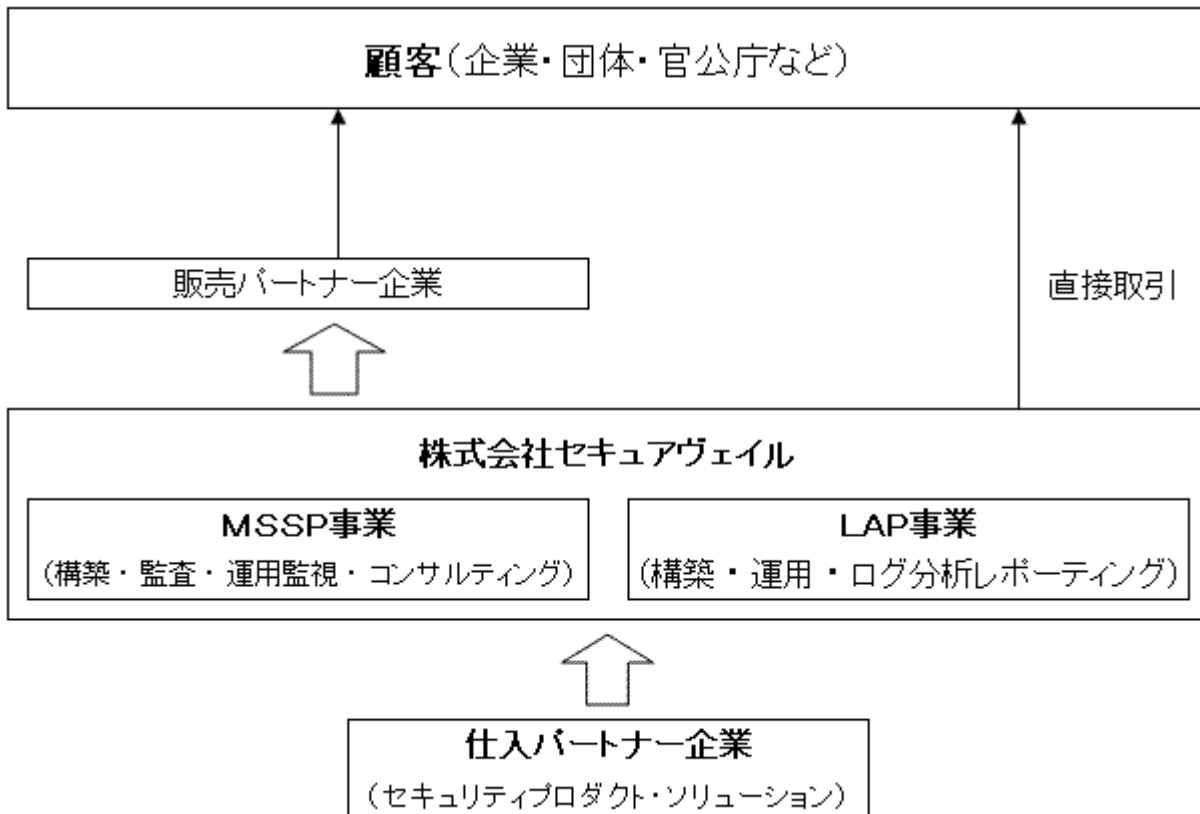 顧客(企業・団体・官公庁など)
販売パートナー企業
直接取引
株式会社セキュアヴェイル
MSSP事業
(構築・監査・運用監視・コンサルティング)
LAP事業
(構築・運用・ログ分析レポーティング)
仕入パートナー企業
(セキュリティプロダクト・ソリューション)